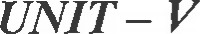 UNIT – V